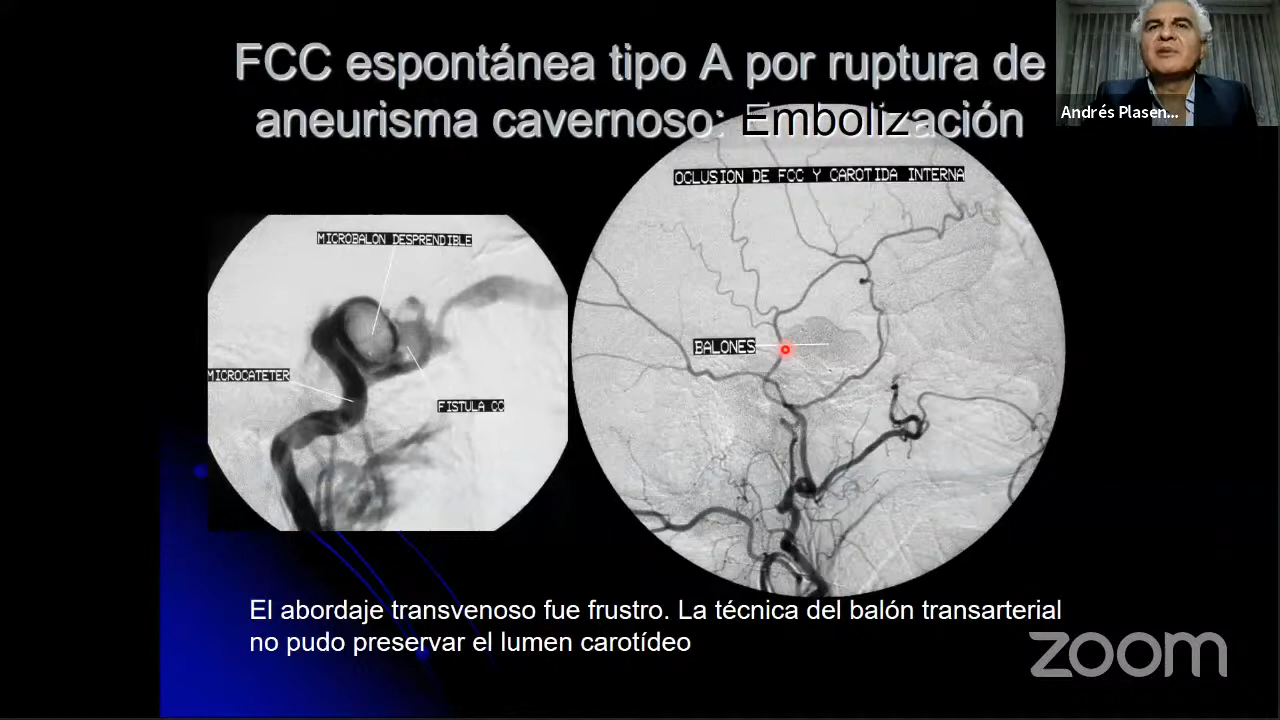 FCC espontánea tipo A por ruptura de
aneurisma cavernoso: Embolización
Andrés Plasen...
OCLUSION DE FCC Y CAROTIDA INTERNA
MICROBALON DESPRENDIBLE
BALONES
MICROCATETER
FISTULA CC
El abordaje transvenoso fue frustro. La técnica del balón transarterial
no pudo preservar el lumen carotídeo
zoom